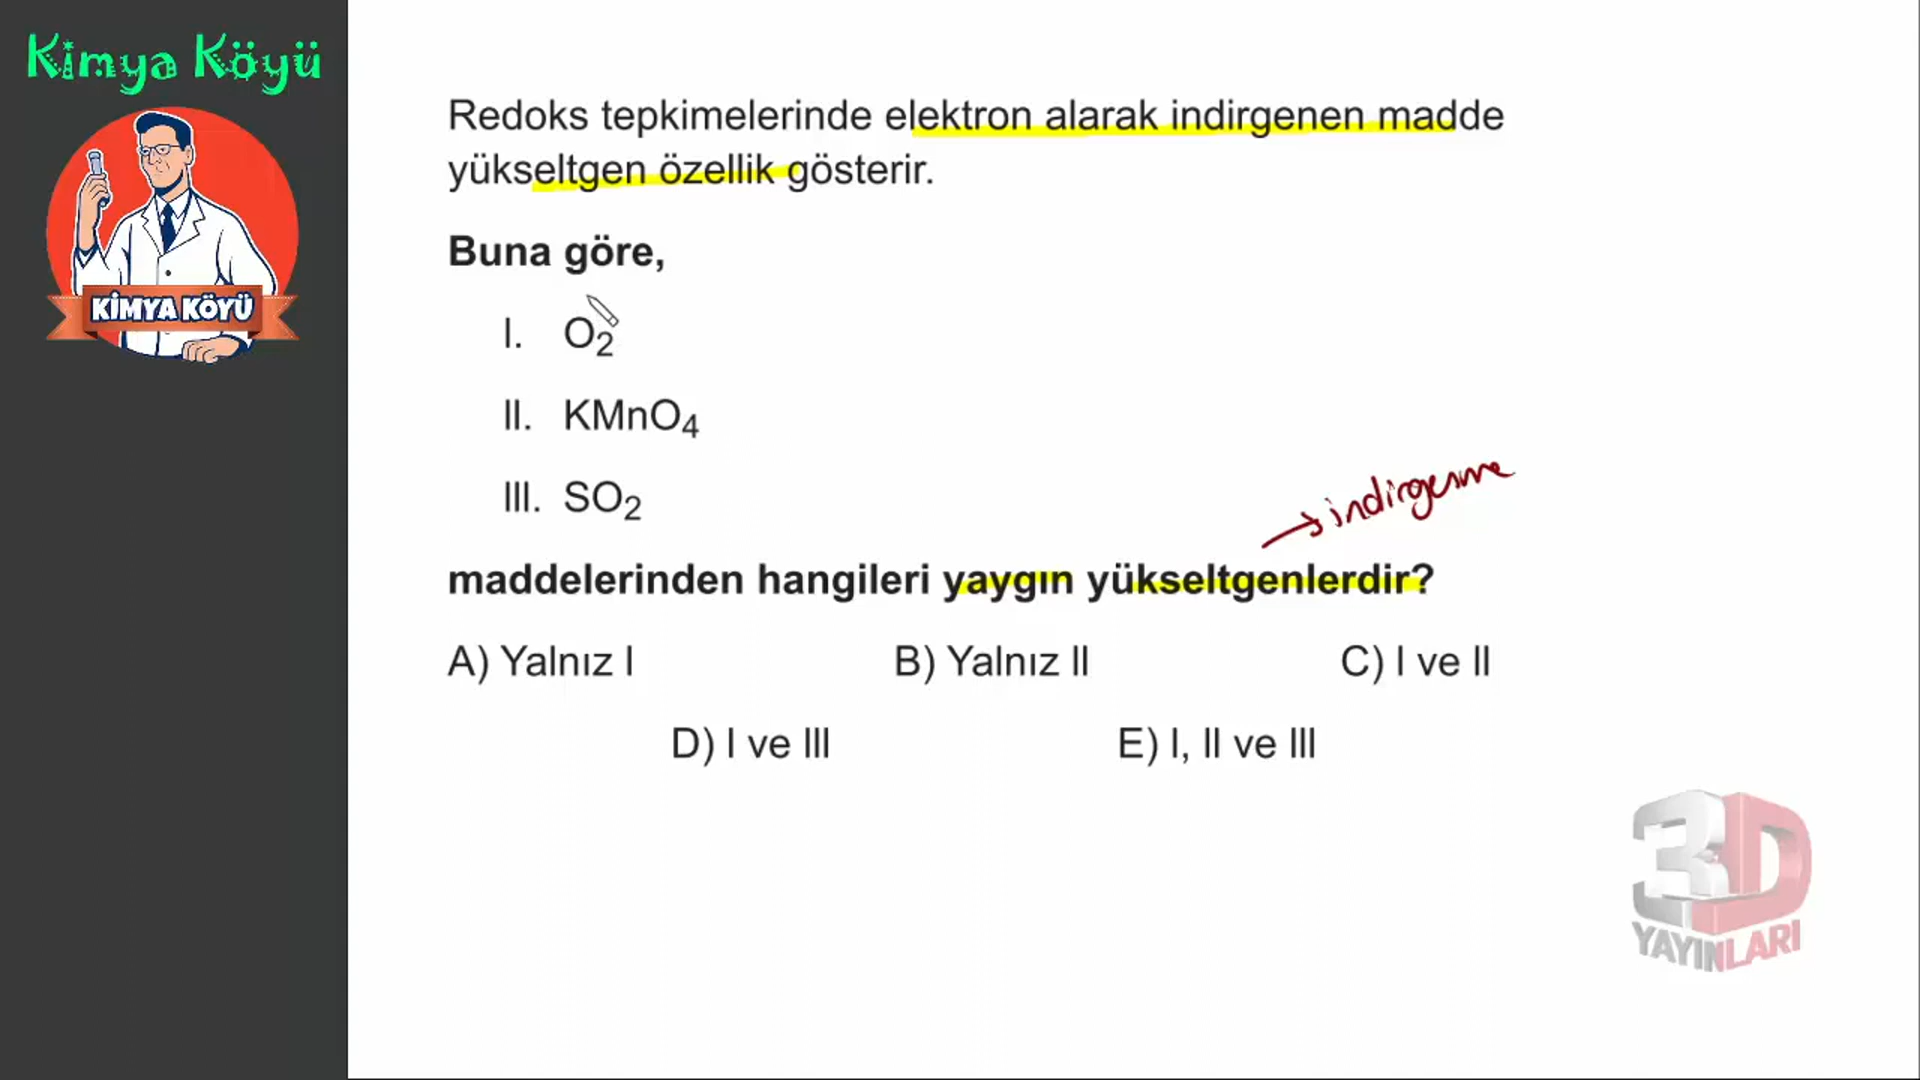 Kimya Köyü
KİMYA KÖYÜ
Redoks tepkimelerinde elektron alarak indirgenen madde
yükseltgen özellik gösterir.
Buna göre,
I. O2
II. KMnO4
III. SO2
→ indirgenme
maddelerinden hangileri yaygın yükseltgenlerdir?
A) Yalnız I B) Yalnız II C) I ve II
D) I ve III E) I, II ve III
3D
YAYINLARI